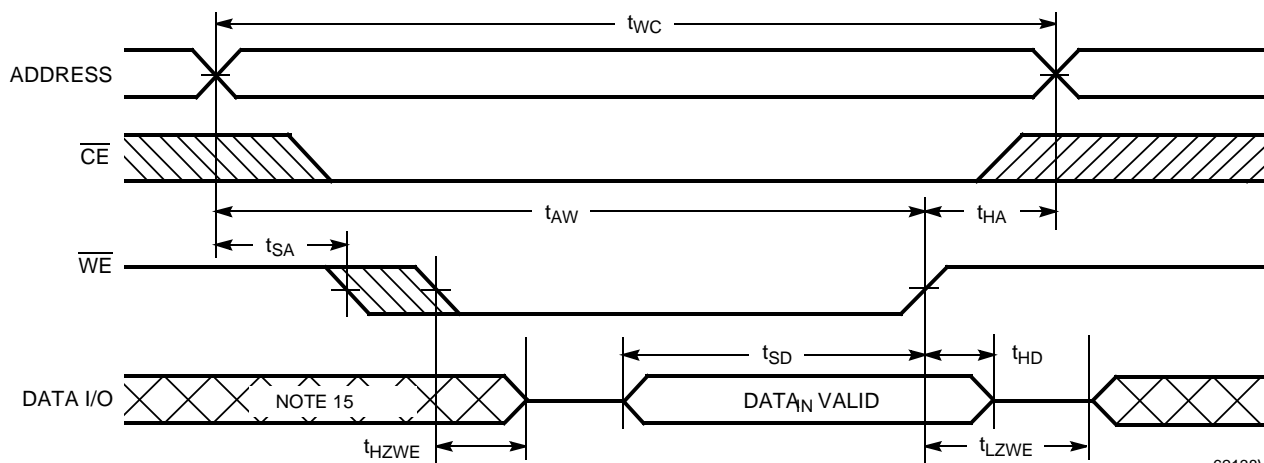 tWC
ADDRESS
CE
tAW
tHA
tSA
WE
tSD
tHD
DATA I/O
NOTE 15
DATAIN VALID
tHZWE
tLZWE